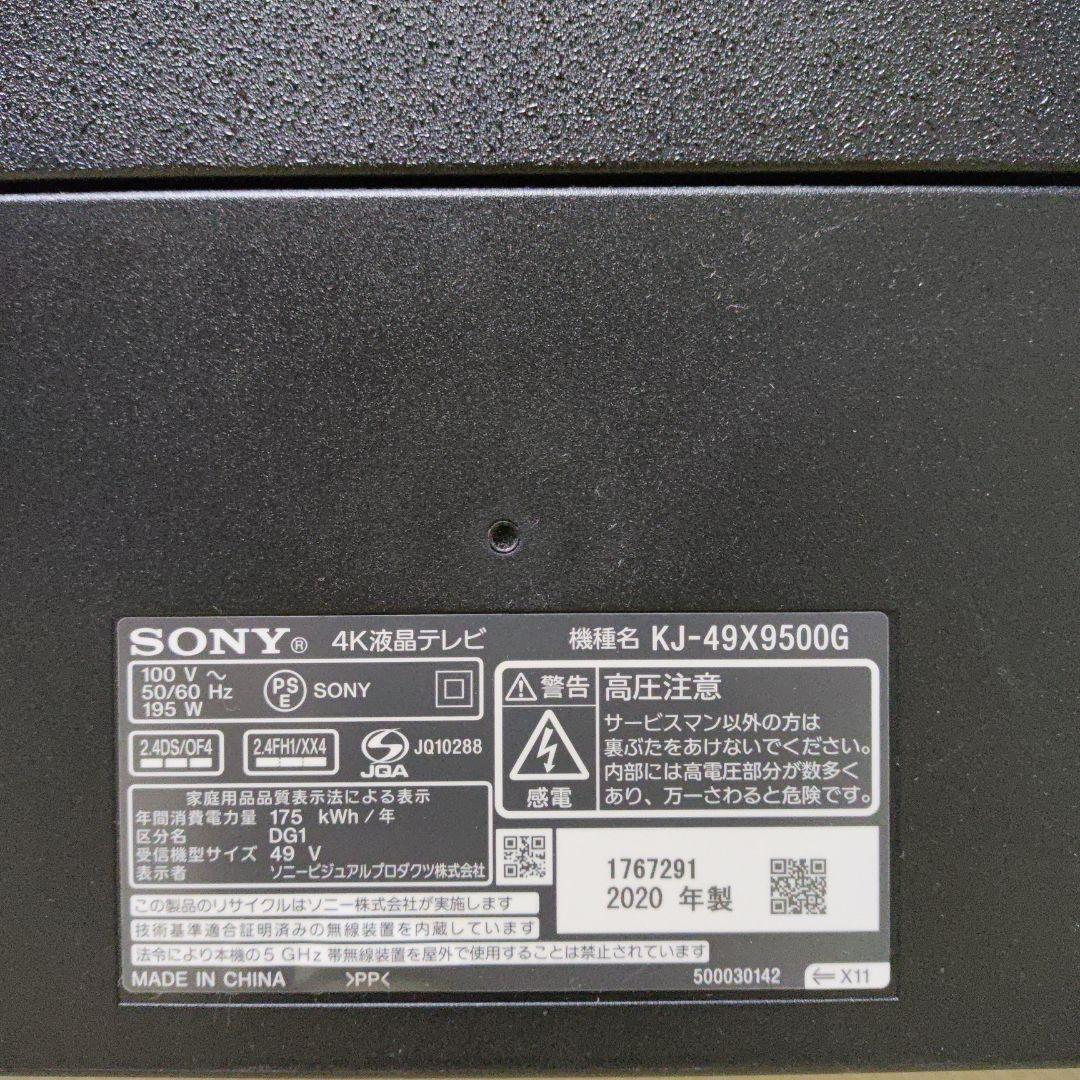 SONY® 4K液晶テレビ 機種名 KJ-49X9500G
100 V ～
50/60 Hz
195 W
PSE SONY
2.4DS/OF4
2.4FH1/XX4
JQA JQ10288
家庭用品品質表示法による表示
年間消費電力量 175 kWh/年
区分名 DG1
受信機型サイズ 49 V
表示者 ソニービジュアルプロダクツ株式会社
警告 高圧注意
感電
サービスマン以外の方は
裏ぶたをあけないでください。
内部には高電圧部分が数多く
あり、万一さわると危険です。
1767291
2020 年製
この製品のリサイクルはソニー株式会社が実施します
技術基準適合証明済みの無線装置を内蔵しています
法令により本機の5 GHz 帯無線装置を屋外で使用することは禁止されています
MADE IN CHINA >PP< 500030142 ⇐ X11